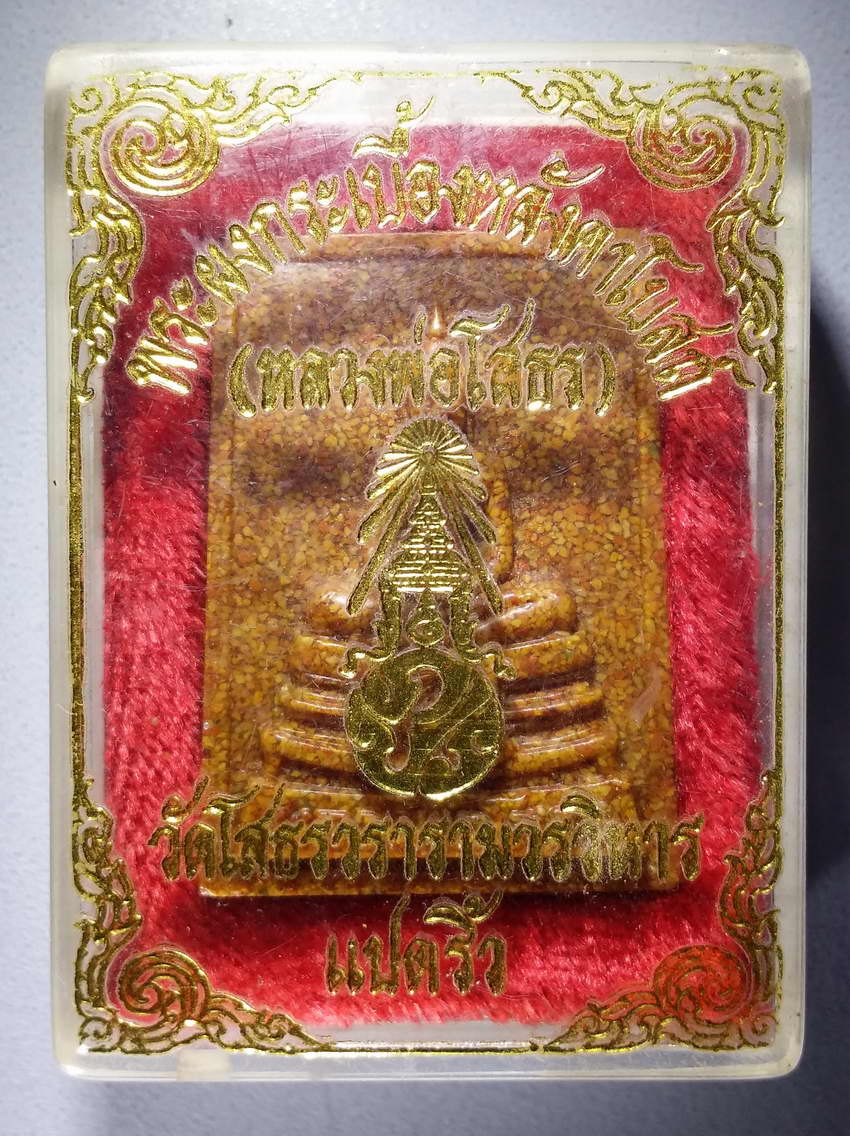 พระผงกระเบื้องหลังคาโบสถ์
(หลวงพ่อโสธร)
วัดโสธรวรารามวรวิหาร
แปดริ้ว